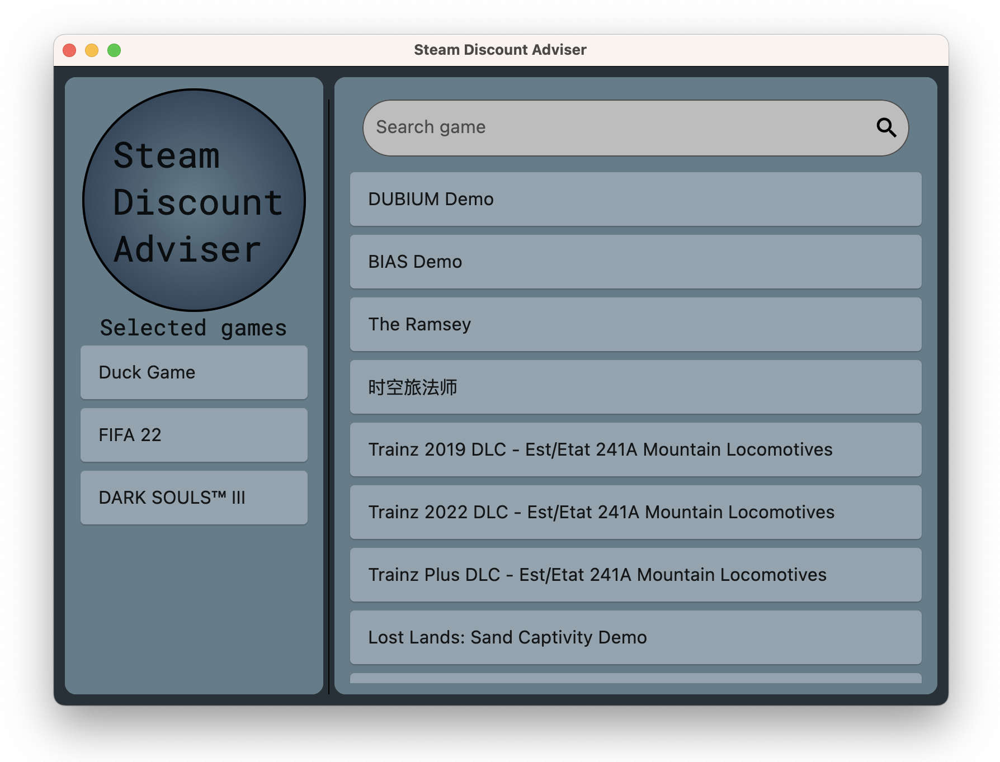 Steam Discount Adviser
Steam
Discount
Adviser
Selected games
Duck Game
FIFA 22
DARK SOULS™ III
Search game
DUBIUM Demo
BIAS Demo
The Ramsey
时空旅法师
Trainz 2019 DLC - Est/Etat 241A Mountain Locomotives
Trainz 2022 DLC - Est/Etat 241A Mountain Locomotives
Trainz Plus DLC - Est/Etat 241A Mountain Locomotives
Lost Lands: Sand Captivity Demo